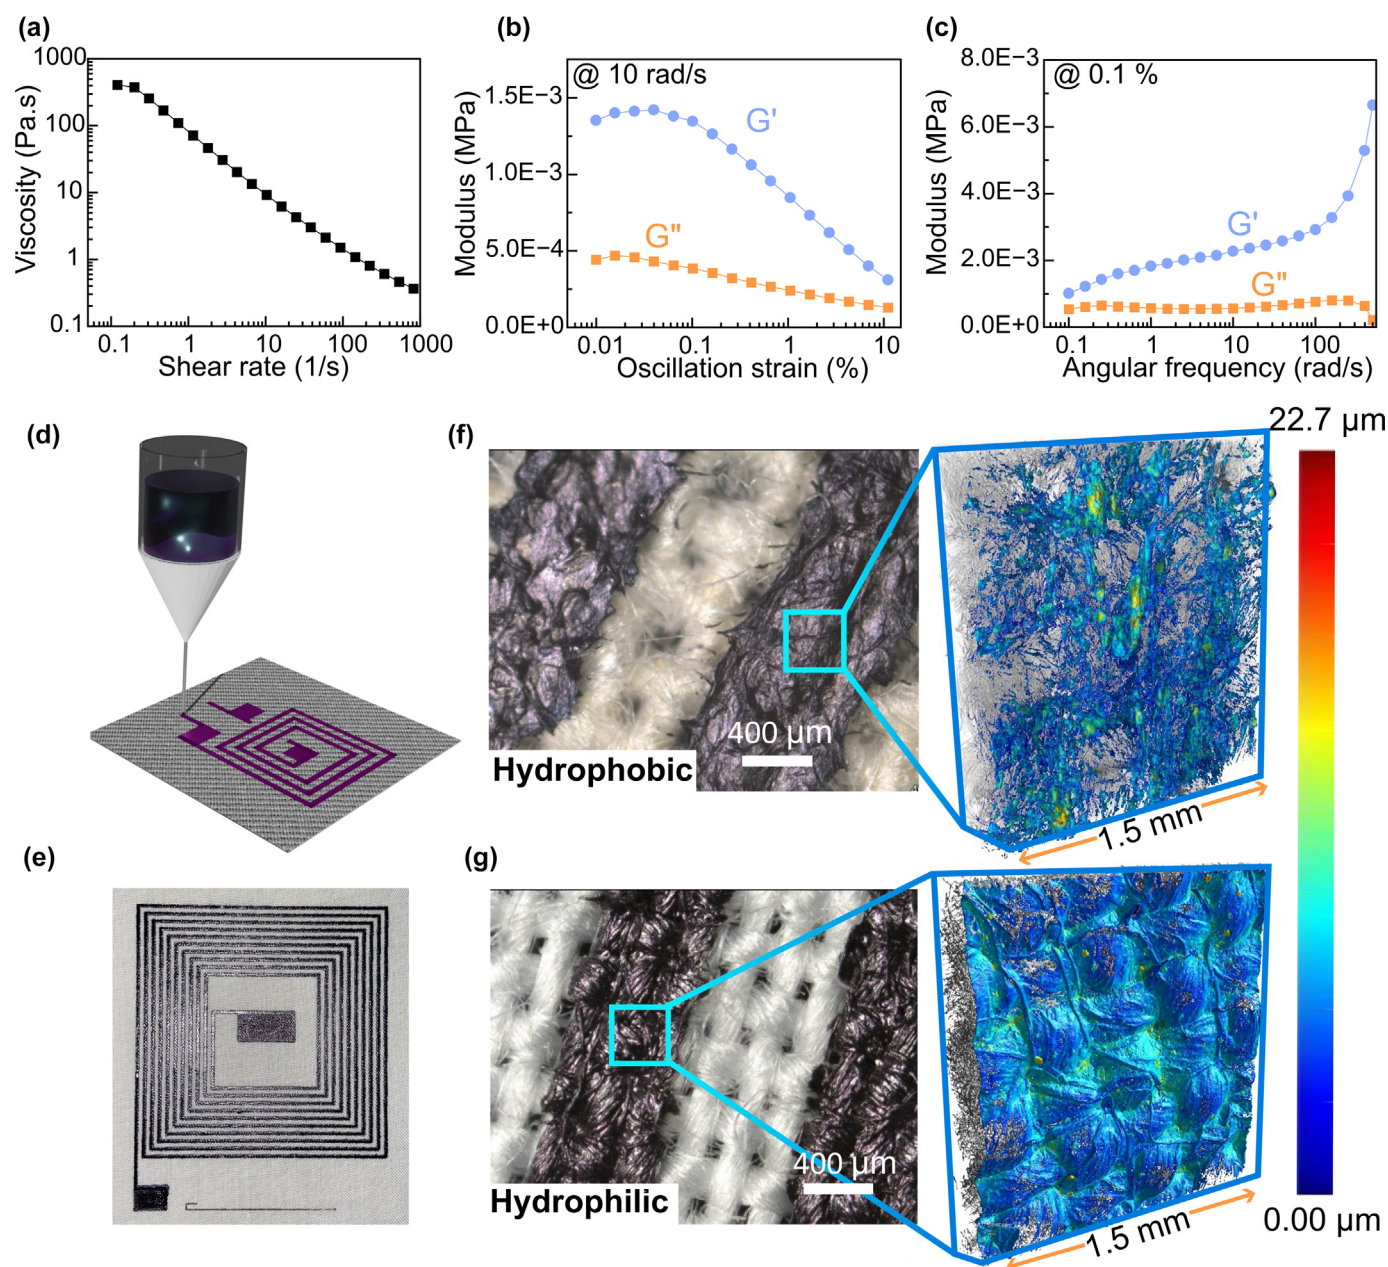 (a)
1000
100
10
1
0.1
Viscosity (Pa.s)
0.1 1 10 100 1000
Shear rate (1/s)
(b)
@ 10 rad/s
1.5E−3
1.0E−3
5.0E−4
0.0E+0
Modulus (MPa)
G'
G"
0.01 0.1 1 10
Oscillation strain (%)
(c)
@ 0.1 %
8.0E−3
6.0E−3
4.0E−3
2.0E−3
0.0E+0
Modulus (MPa)
G'
G"
0.1 1 10 100
Angular frequency (rad/s)
(d)
(e)
(f)
400 µm
Hydrophobic
1.5 mm
22.7 µm
(g)
400 µm
Hydrophilic
1.5 mm
0.00 µm